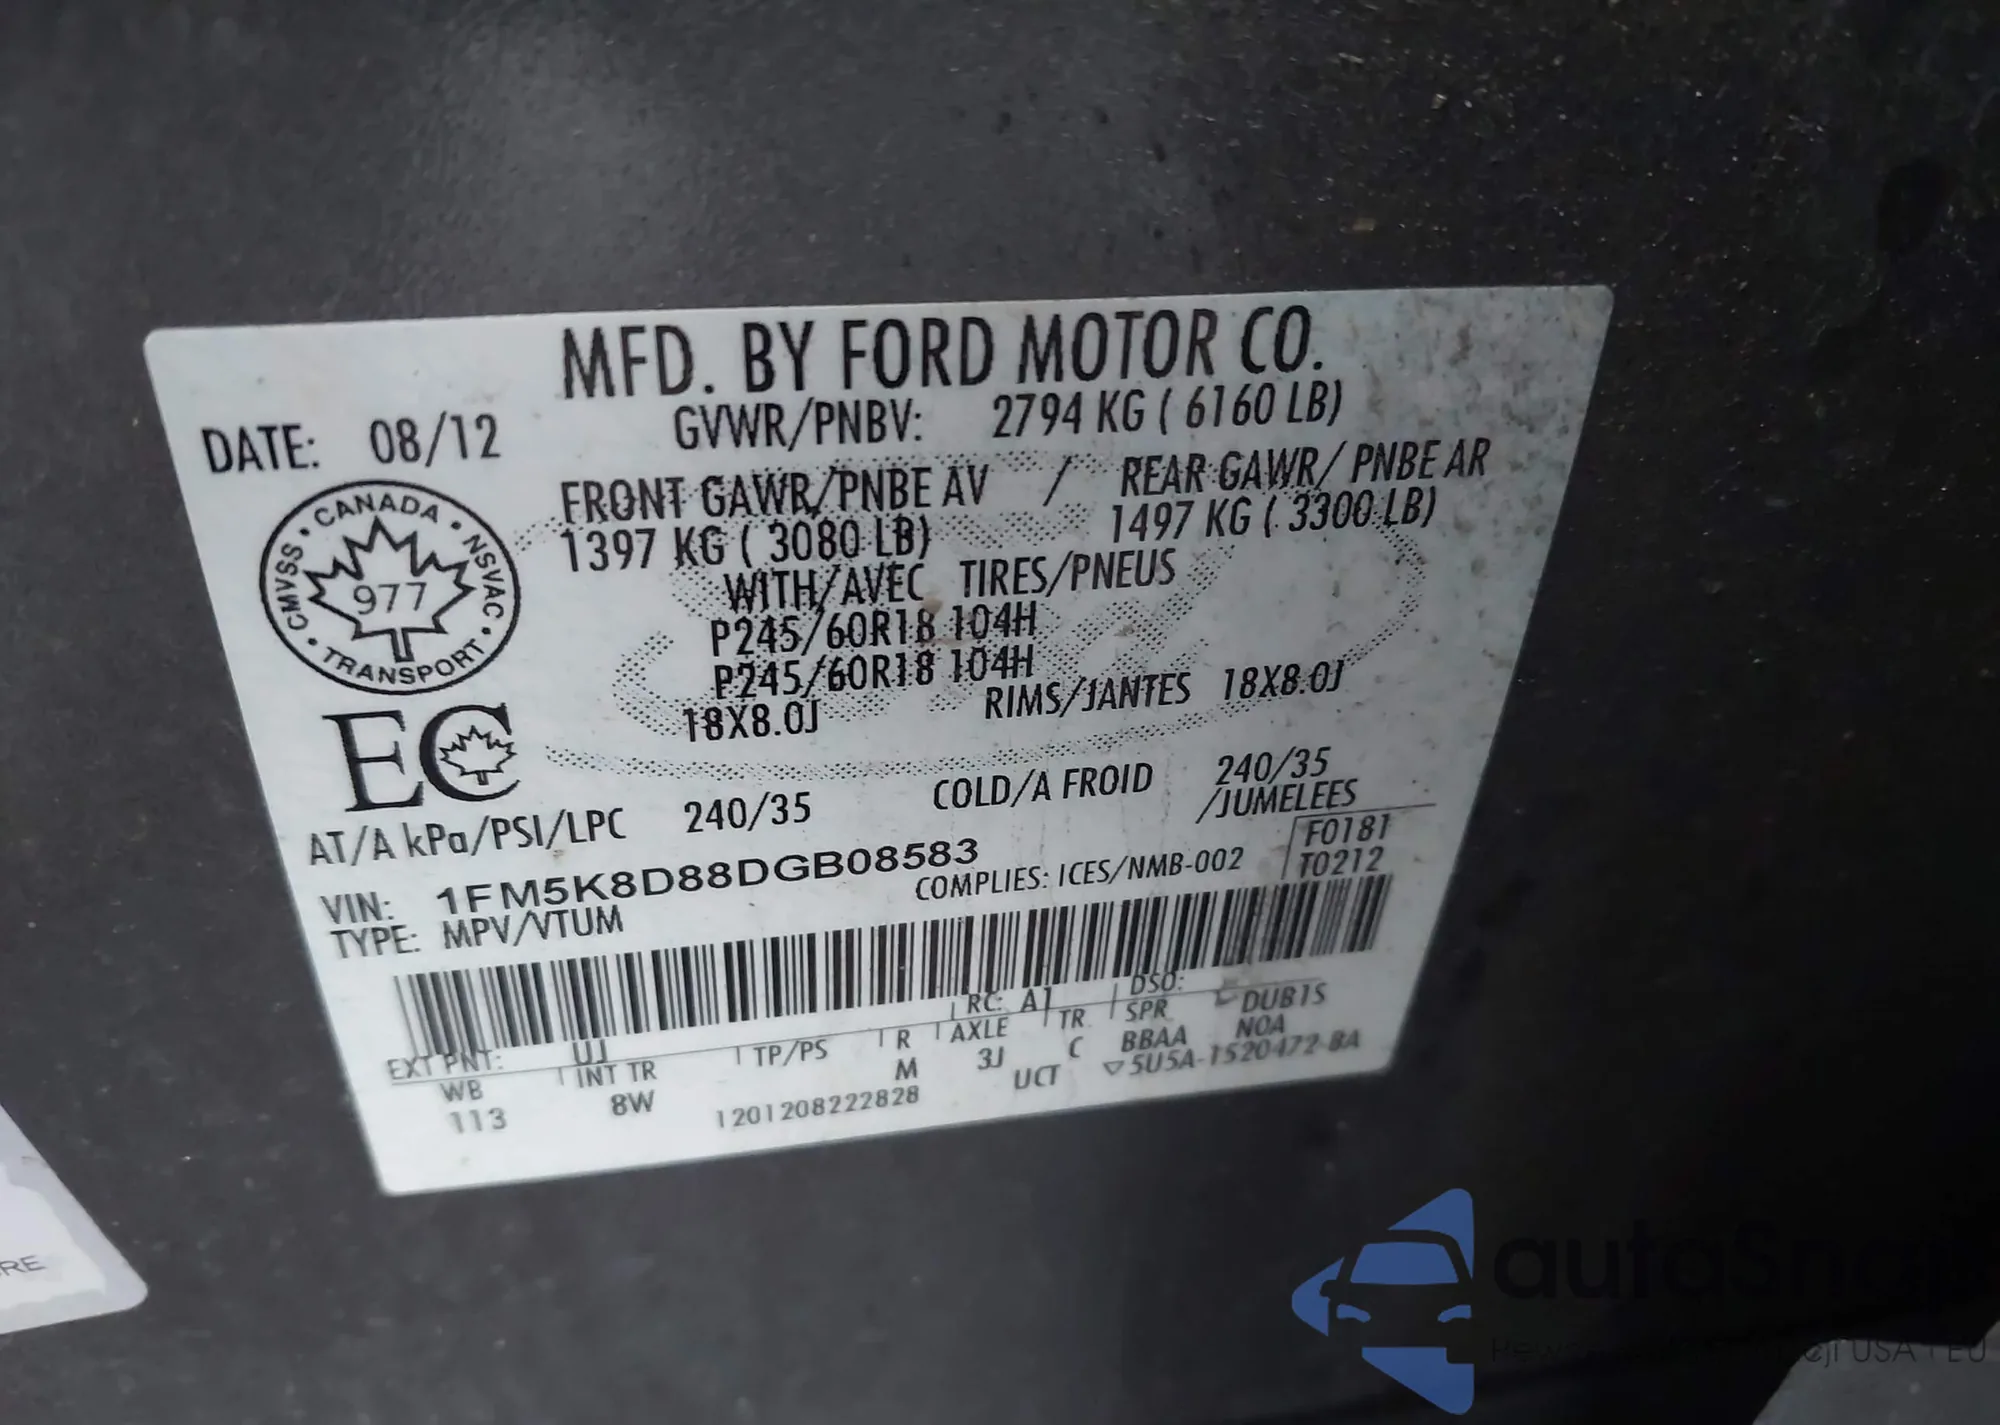 MFD. BY FORD MOTOR CO.
DATE: 08/12 GVWR/PNBV: 2794 KG ( 6160 LB)
FRONT GAWR/PNBE AV / REAR GAWR/ PNBE AR
1397 KG ( 3080 LB) 1497 KG ( 3300 LB)
WITH/AVEC TIRES/PNEUS
P245/60R18 104H
P245/60R18 104H
18X8.0J RIMS/JANTES 18X8.0J
CANADA
CMVSS • NSVAC
977
TRANSPORT
EC
AT/A kPa/PSI/LPC 240/35 COLD/A FROID 240/35
/JUMELEES
VIN: 1FM5K8D88DGB08583
COMPLIES: ICES/NMB-002
F0181
T0212
TYPE: MPV/VTUM
EXT PNT: UJ RC: A1 DSO:
WB INT TR TP/PS R AXLE TR SPR DUB1S
113 8W M 3J C BBAA NOA
1201208222828 UCT ▽5U5A-1520472-BA
RE
USA I EU